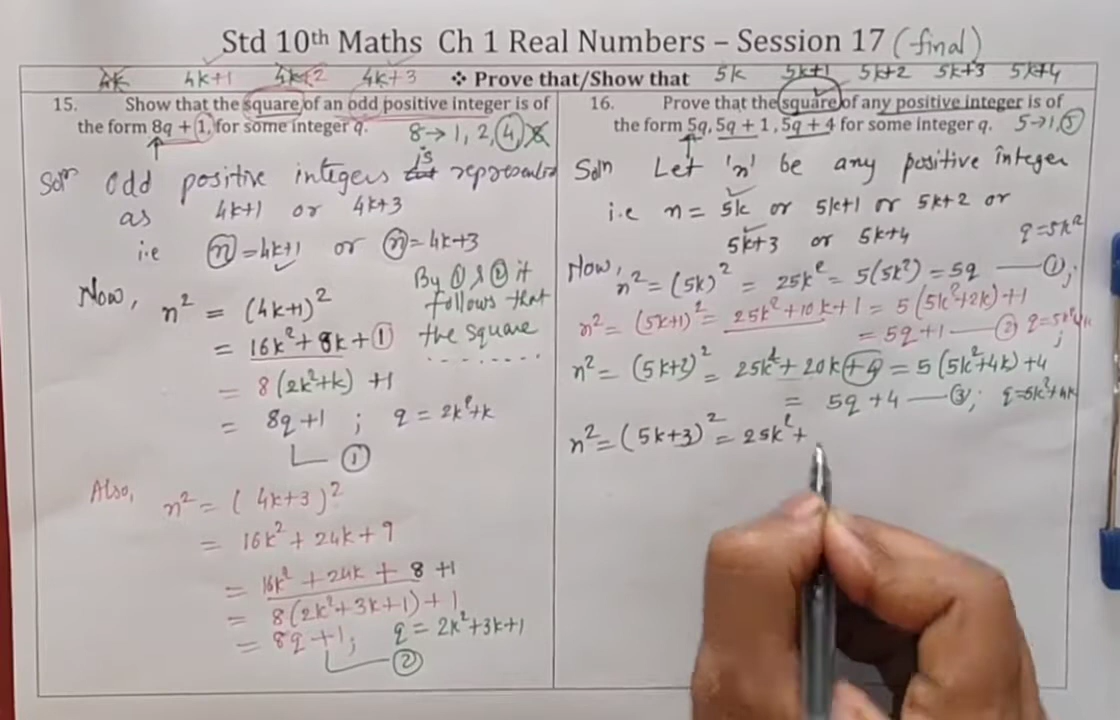 Std 10th Maths Ch 1 Real Numbers – Session 17 (final)
4k 4k+1 4k+2 4k+3 ❖ Prove that/Show that 5k 5k+1 5k+2 5k+3 5k+4
15. Show that the square of an odd positive integer is of
the form 8q + 1, for some integer q. 8→1, 2, 4, 8
Soln Odd positive integers is represented
as 4k+1 or 4k+3
i.e n=4k+1 or n=4k+3
Now, n² = (4k+1)²
= 16k² + 8k + 1
= 8(2k²+k) +1
= 8q+1 ; q = 2k²+k
①
By ① & ② it
follows that
the square
........
Also, n² = (4k+3)²
= 16k² + 24k + 9
= 16k² + 24k + 8 +1
= 8(2k²+3k+1) + 1
= 8q+1; q = 2k²+3k+1
②
16. Prove that the square of any positive integer is of
the form 5q, 5q + 1 , 5q + 4 for some integer q. 5→1,5
Soln Let 'n' be any positive integer
i.e n = 5k or 5k+1 or 5k+2 or
5k+3 or 5k+4
q=5k²
Now, n² = (5k)² = 25k² = 5(5k²) = 5q — ①;
n² = (5k+1)² = 25k²+10k+1 = 5(5k²+2k)+1
= 5q+1 — ②
;
n² = (5k+2)² = 25k²+20k+4 = 5(5k²+4k)+4
= 5q+4 — ③; q=5k²+4k
n² = (5k+3)² = 25k²+